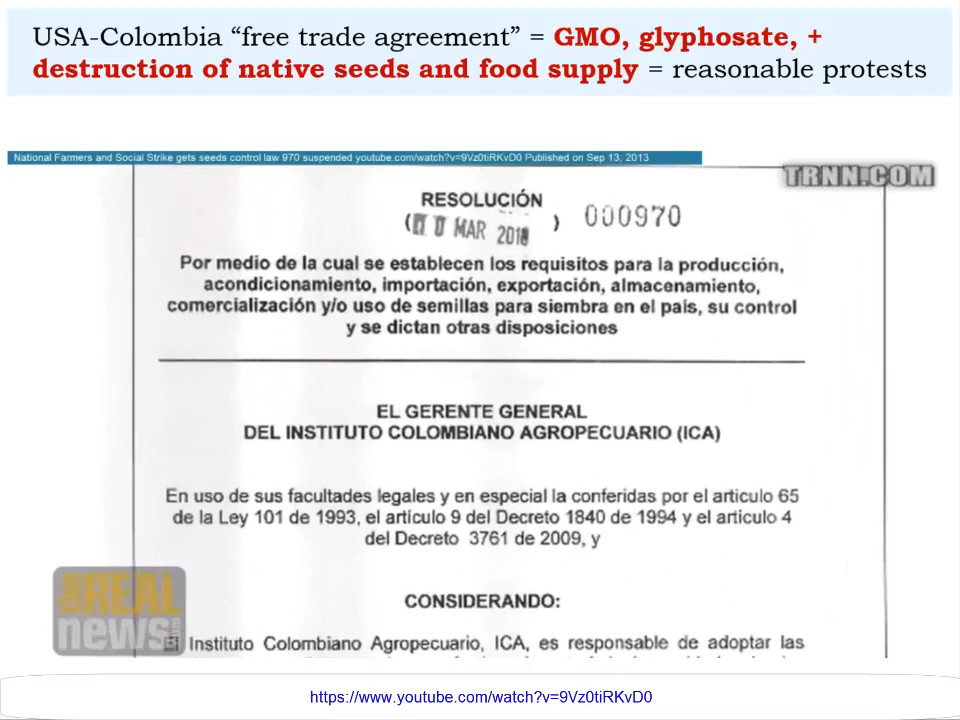 USA-Colombia “free trade agreement” = GMO, glyphosate, +
destruction of native seeds and food supply = reasonable protests
National Farmers and Social Strike gets seeds control law 970 suspended youtube.com/watch?v=9Vz0tiRKvD0 Published on Sep 13, 2013
TRNN.COM
RESOLUCIÓN
( MAR ) 000970
Por medio de la cual se establecen los requisitos para la producción,
acondicionamiento, importación, exportación, almacenamiento,
comercialización y/o uso de semillas para siembra en el país, su control
y se dictan otras disposiciones
EL GERENTE GENERAL
DEL INSTITUTO COLOMBIANO AGROPECUARIO (ICA)
En uso de sus facultades legales y en especial la conferidas por el articulo 65
de la Ley 101 de 1993, el articulo 9 del Decreto 1840 de 1994 y el articulo 4
del Decreto 3761 de 2009, y
CONSIDERANDO:
the REAL
news.com
El Instituto Colombiano Agropecuario, ICA, es responsable de adoptar las
https://www.youtube.com/watch?v=9Vz0tiRKvD0